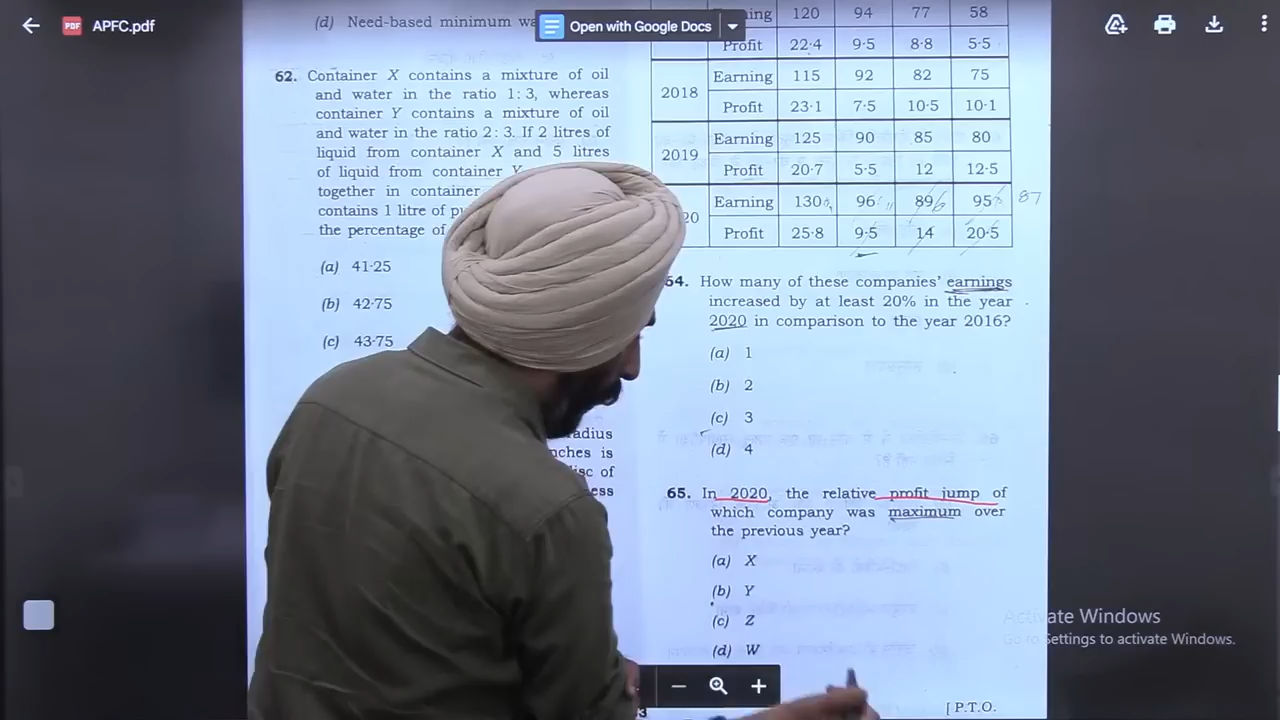 APFC.pdf
Open with Google Docs
(d) Need-based minimum
62. Container X contains a mixture of oil
and water in the ratio 1 : 3, whereas
container Y contains a mixture of oil
and water in the ratio 2 : 3. If 2 litres of
liquid from container X and 5 litres
of liquid from container Y
together in container
contains 1 litre of
the percentage of
(a) 41·25
(b) 42·75
(c) 43·75
radius
inches is
disc of
120 94 77 58
Profit 22·4 9·5 8·8 5·5
2018 Earning 115 92 82 75
Profit 23·1 7·5 10·5 10·1
2019 Earning 125 90 85 80
Profit 20·7 5·5 12 12·5
Earning 130 96 89 95 87
Profit 25·8 9·5 14 20·5
64. How many of these companies' earnings
increased by at least 20% in the year
2020 in comparison to the year 2016?
(a) 1
(b) 2
(c) 3
(d) 4
65. In 2020, the relative profit jump of
which company was maximum over
the previous year?
(a) X
(b) Y
(c) Z
(d) W
[ P.T.O.
Activate Windows
Go to Settings to activate Windows.